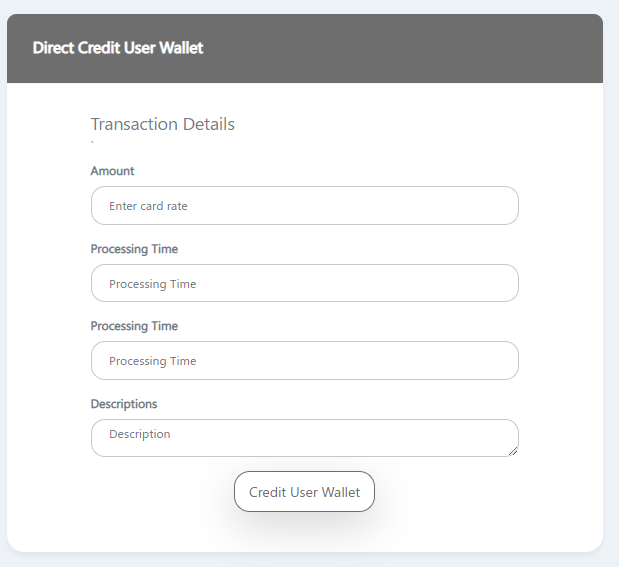 Direct Credit User Wallet
Transaction Details
Amount
Enter card rate
Processing Time
Processing Time
Processing Time
Processing Time
Descriptions
Description
Credit User Wallet